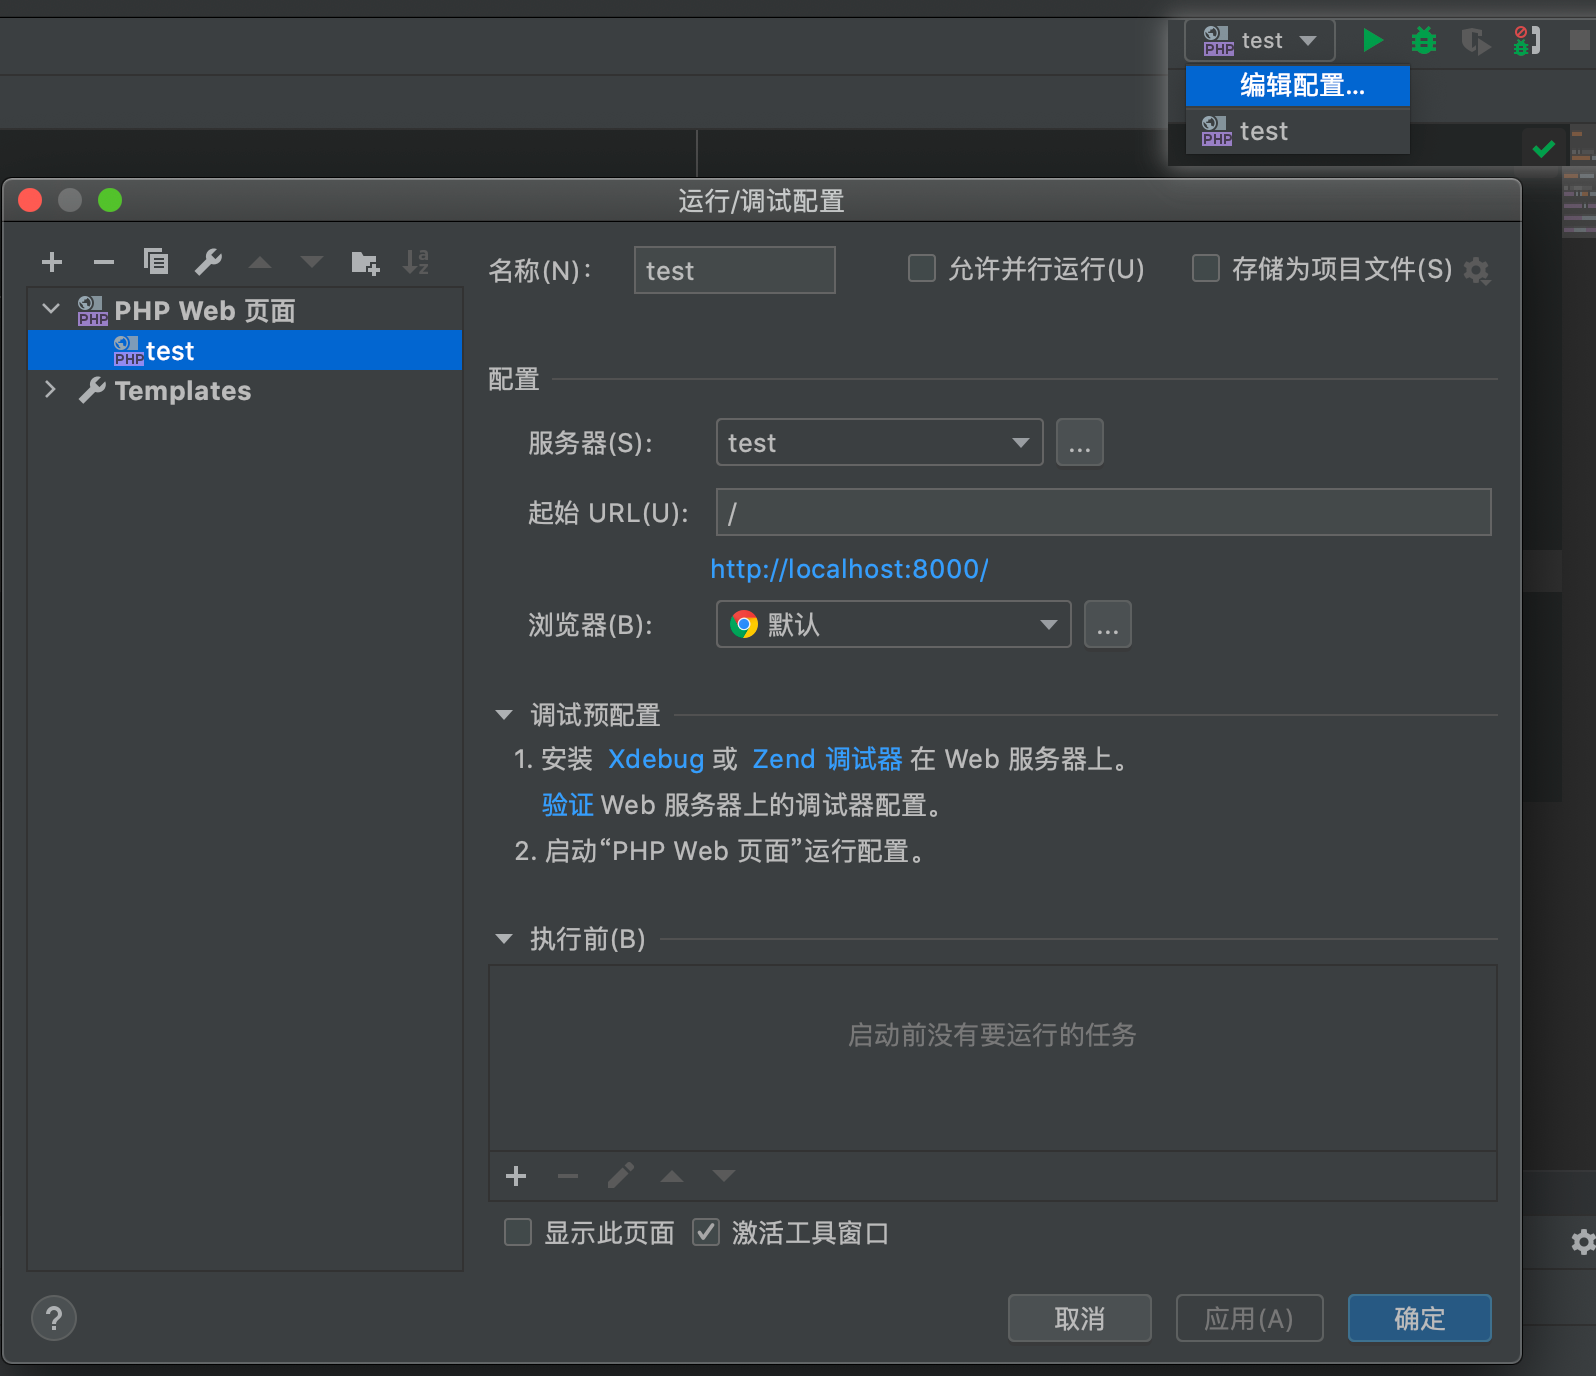 PHP test
编辑配置...
PHP test
运行/调试配置
az
PHP PHP Web 页面
PHP test
Templates
名称(N)：
test
允许并行运行(U)
存储为项目文件(S)
配置
服务器(S):
test
...
起始 URL(U):
/
http://localhost:8000/
浏览器(B):
默认
...
调试预配置
1. 安装 Xdebug 或 Zend 调试器 在 Web 服务器上。
验证 Web 服务器上的调试器配置。
2. 启动“PHP Web 页面”运行配置。
执行前(B)
启动前没有要运行的任务
显示此页面
激活工具窗口
?
取消
应用(A)
确定